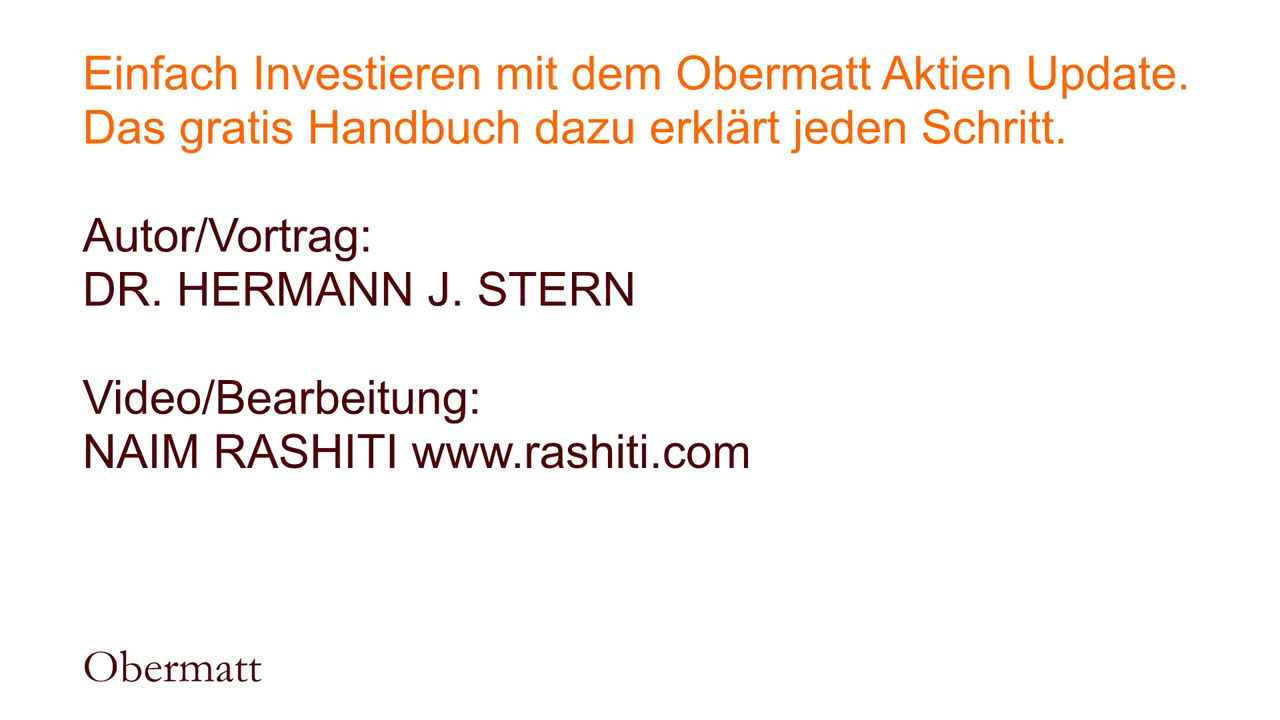 Einfach Investieren mit dem Obermatt Aktien Update.
Das gratis Handbuch dazu erklärt jeden Schritt.
Autor/Vortrag:
DR. HERMANN J. STERN
Video/Bearbeitung:
NAIM RASHITI www.rashiti.com
Obermatt